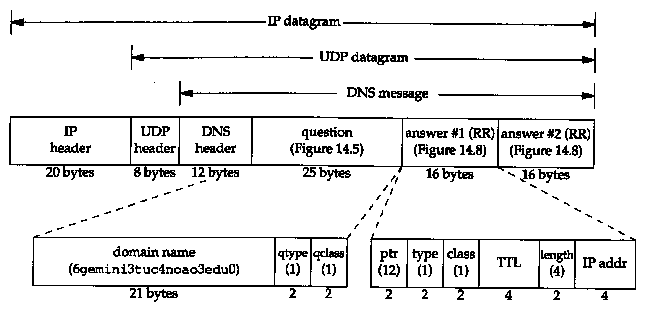 IP datagram
UDP datagram
DNS message
IP header
UDP header
DNS header
question (Figure 14.5)
answer #1 (RR) (Figure 14.8)
answer #2 (RR) (Figure 14.8)
20 bytes
8 bytes
12 bytes
25 bytes
16 bytes
16 bytes
domain name (6gemini3tuc4noao3edu0)
qtype (1)
qclass (1)
ptr (12)
type (1)
class (1)
TTL
length (4)
IP addr
21 bytes
2
2
2
2
2
4
2
4